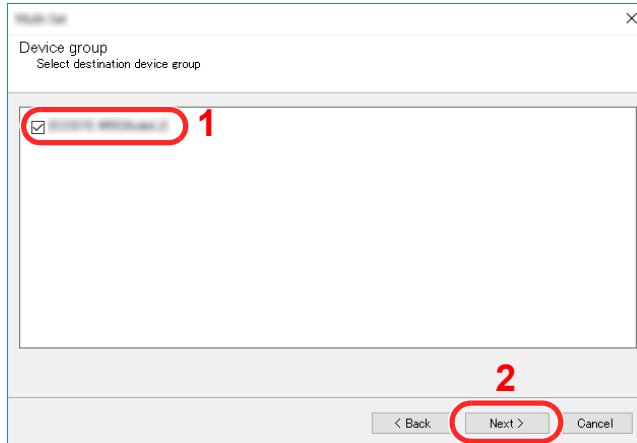 Device group
Select destination device group
1
2
< Back
Next >
Cancel